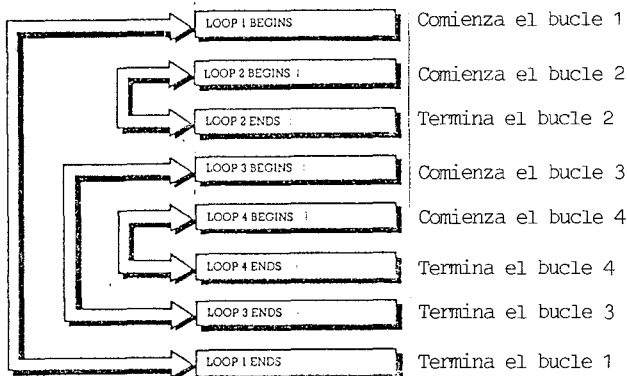 LOOP 1 BEGINS Comienza el bucle 1
LOOP 2 BEGINS Comienza el bucle 2
LOOP 2 ENDS Termina el bucle 2
LOOP 3 BEGINS Comienza el bucle 3
LOOP 4 BEGINS Comienza el bucle 4
LOOP 4 ENDS Termina el bucle 4
LOOP 3 ENDS Termina el bucle 3
LOOP 1 ENDS Termina el bucle 1